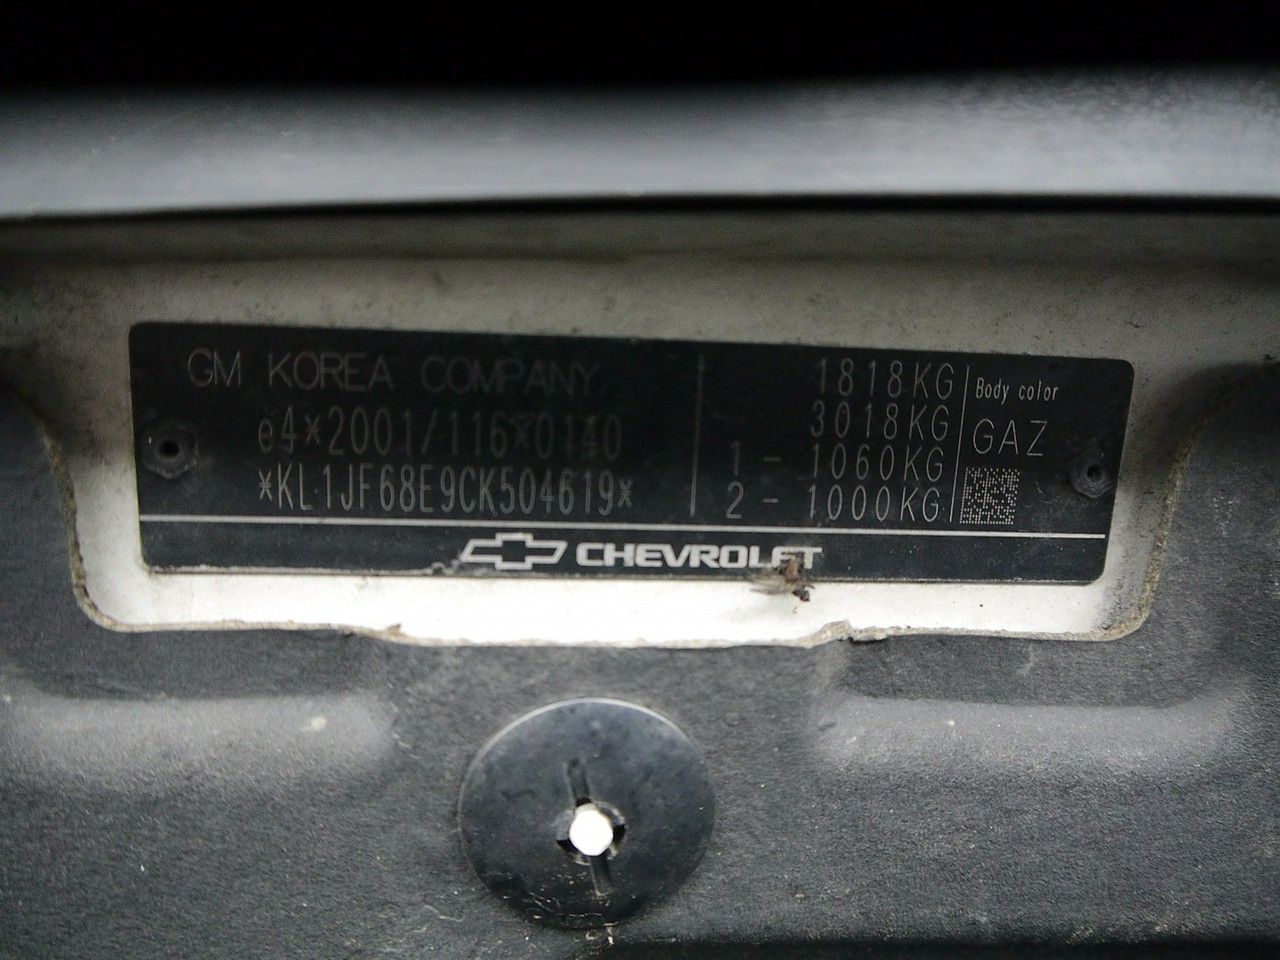 GM KOREA COMPANY
e4*2001/116*0140
*KL1JF68E9CK504619*
1818KG
3018KG
1 - 1060KG
2 - 1000KG
Body color
GAZ
CHEVROLET